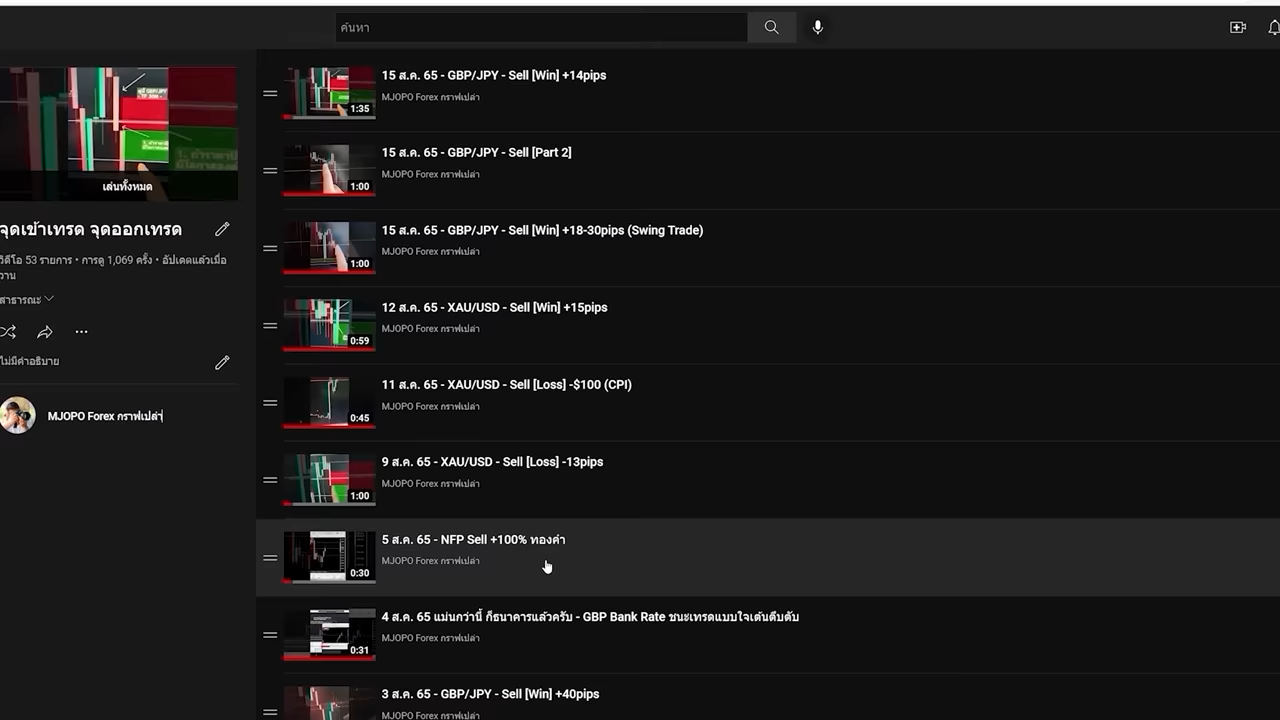 ค้นหา
เล่นทั้งหมด
จุดเข้าเทรด จุดออกเทรด
วิดีโอ 53 รายการ • การดู 1,069 ครั้ง • อัปเดตแล้วเมื่อ
วาน
สาธารณะ
ไม่มีคำอธิบาย
MJOPO Forex กราฟเปล่า
15 ส.ค. 65 - GBP/JPY - Sell [Win] +14pips
MJOPO Forex กราฟเปล่า
1:35
15 ส.ค. 65 - GBP/JPY - Sell [Part 2]
MJOPO Forex กราฟเปล่า
1:00
15 ส.ค. 65 - GBP/JPY - Sell [Win] +18-30pips (Swing Trade)
MJOPO Forex กราฟเปล่า
1:00
12 ส.ค. 65 - XAU/USD - Sell [Win] +15pips
MJOPO Forex กราฟเปล่า
0:59
11 ส.ค. 65 - XAU/USD - Sell [Loss] -$100 (CPI)
MJOPO Forex กราฟเปล่า
0:45
9 ส.ค. 65 - XAU/USD - Sell [Loss] -13pips
MJOPO Forex กราฟเปล่า
1:00
5 ส.ค. 65 - NFP Sell +100% ทองคำ
MJOPO Forex กราฟเปล่า
0:30
4 ส.ค. 65 แม่นกว่านี้ ก็ธนาคารแล้วครับ - GBP Bank Rate ชนะเทรดแบบใจเต้นตึบตับ
MJOPO Forex กราฟเปล่า
0:31
3 ส.ค. 65 - GBP/JPY - Sell [Win] +40pips
MJOPO Forex กราฟเปล่า